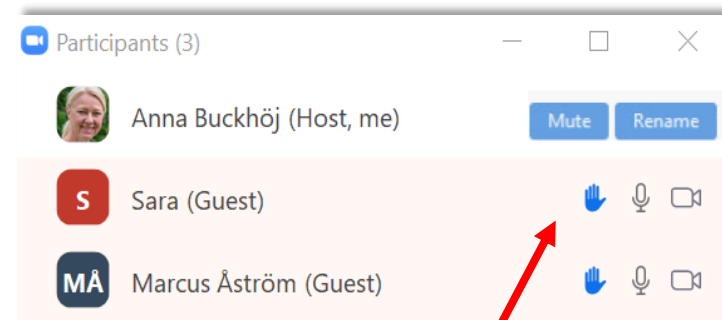 Participants (3)
Anna Buckhöj (Host, me) Mute Rename
S Sara (Guest)
MÅ Marcus Åström (Guest)